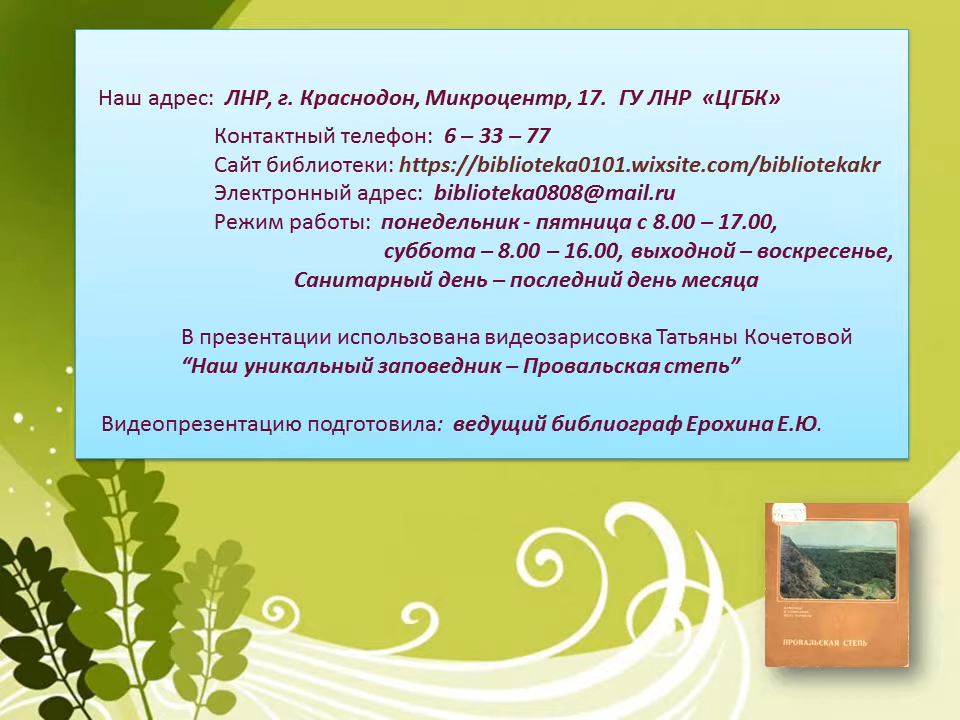 Наш адрес: ЛНР, г. Краснодон, Микроцентр, 17. ГУ ЛНР «ЦГБК»
Контактный телефон: 6 – 33 – 77
Сайт библиотеки: https://biblioteka0101.wixsite.com/bibliotekakr
Электронный адрес: biblioteka0808@mail.ru
Режим работы: понедельник - пятница с 8.00 – 17.00,
суббота – 8.00 – 16.00, выходной – воскресенье,
Санитарный день – последний день месяца
В презентации использована видеозарисовка Татьяны Кочетовой
“Наш уникальный заповедник – Провальская степь”
Видеопрезентацию подготовила: ведущий библиограф Ерохина Е.Ю.
ПРОВАЛЬСКАЯ СТЕПЬ